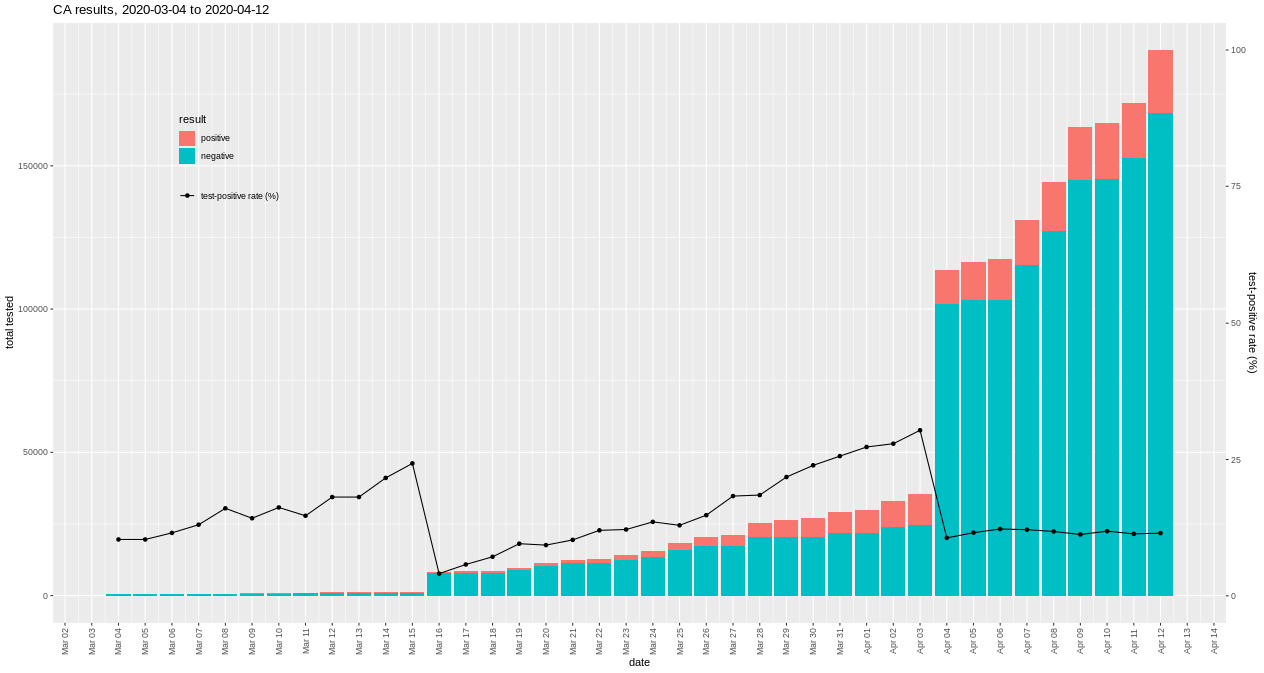 CA results, 2020-03-04 to 2020-04-12
result
positive
negative
test-positive rate (%)
total tested
150000
100000
50000
0
100
75
50
25
0
test-positive rate (%)
Mar 02
Mar 03
Mar 04
Mar 05
Mar 06
Mar 07
Mar 08
Mar 09
Mar 10
Mar 11
Mar 12
Mar 13
Mar 14
Mar 15
Mar 16
Mar 17
Mar 18
Mar 19
Mar 20
Mar 21
Mar 22
Mar 23
Mar 24
Mar 25
Mar 26
Mar 27
Mar 28
Mar 29
Mar 30
Mar 31
Apr 01
Apr 02
Apr 03
Apr 04
Apr 05
Apr 06
Apr 07
Apr 08
Apr 09
Apr 10
Apr 11
Apr 12
Apr 13
Apr 14
date